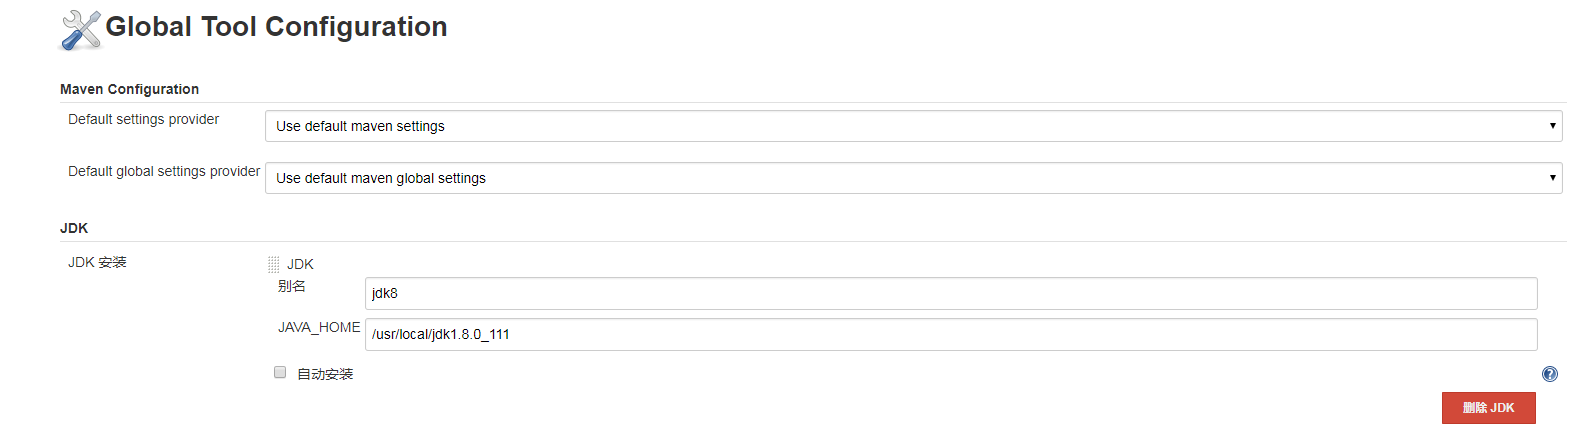 Global Tool Configuration
Maven Configuration
Default settings provider
Use default maven settings
Default global settings provider
Use default maven global settings
JDK
JDK 安装
JDK
别名
jdk8
JAVA_HOME
/usr/local/jdk1.8.0_111
自动安装
?
删除 JDK